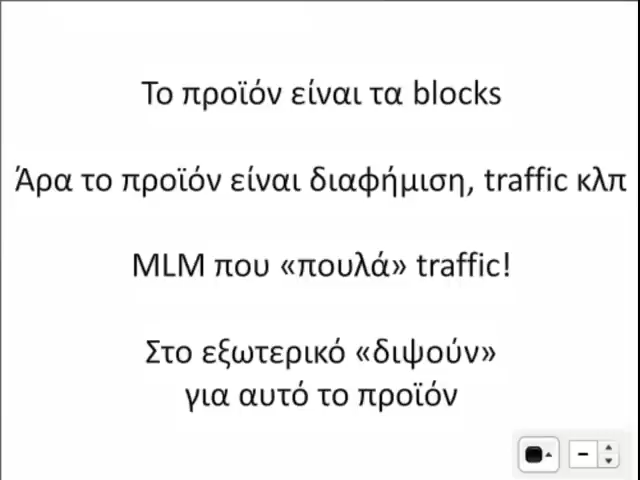 Το προϊόν είναι τα blocks
Άρα το προϊόν είναι διαφήμιση, traffic κλπ
MLM που «πουλά» traffic!
Στο εξωτερικό «διψούν»
για αυτό το προϊόν